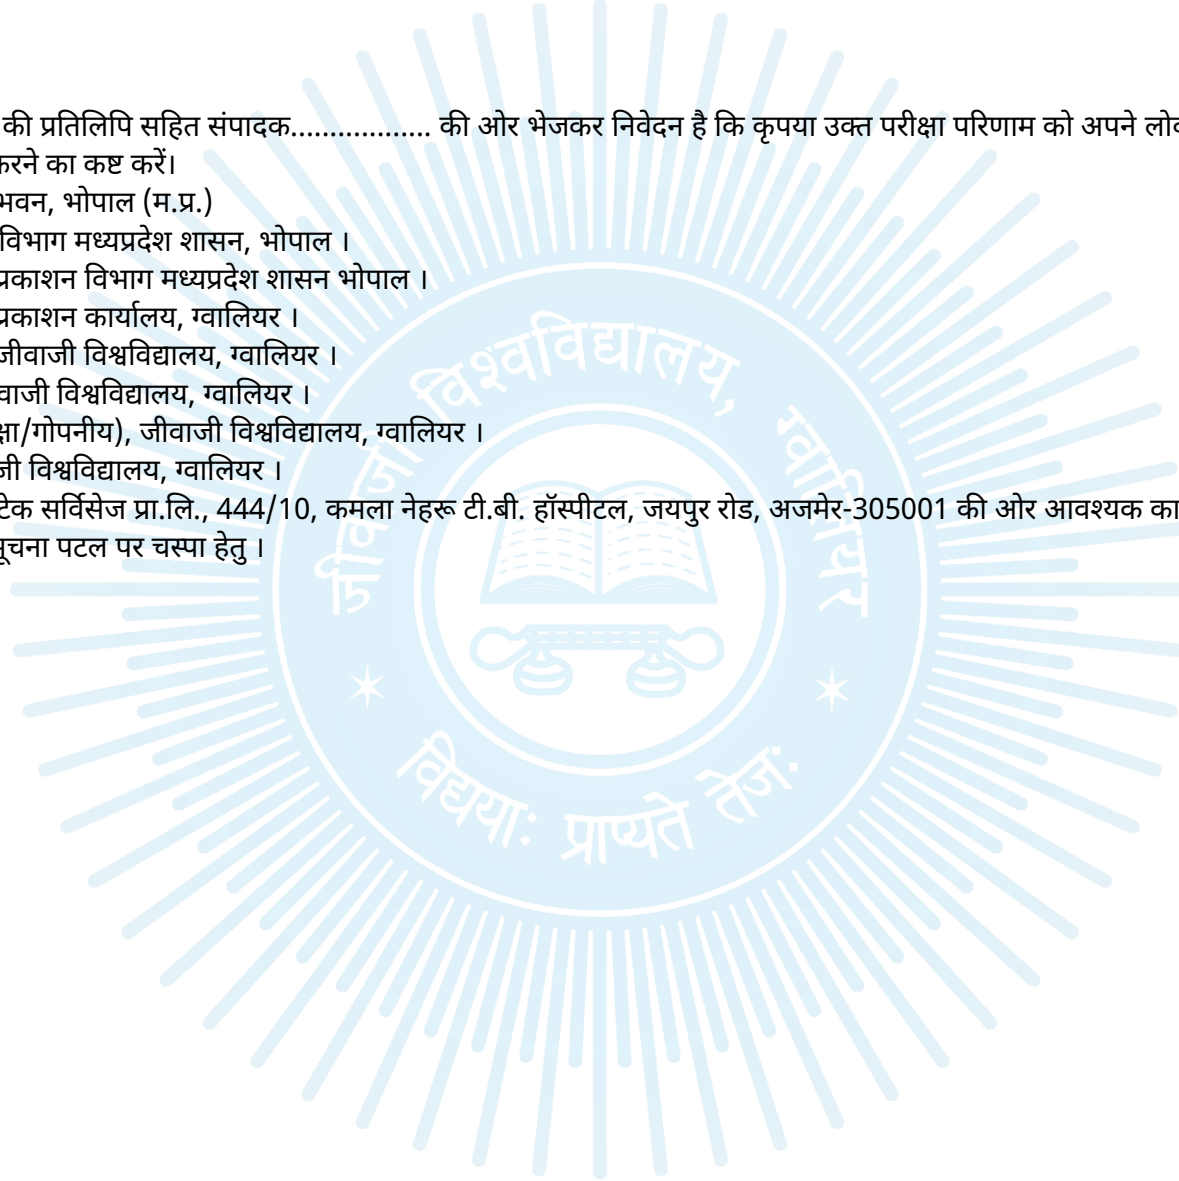 की प्रतिलिपि सहित संपादक.................. की ओर भेजकर निवेदन है कि कृपया उक्त परीक्षा परिणाम को अपने
करने का कष्ट करें।
भवन, भोपाल (म.प्र.)
विभाग मध्यप्रदेश शासन, भोपाल ।
प्रकाशन विभाग मध्यप्रदेश शासन भोपाल ।
प्रकाशन कार्यालय, ग्वालियर ।
जीवाजी विश्वविद्यालय, ग्वालियर ।
वाजी विश्वविद्यालय, ग्वालियर ।
क्षा/गोपनीय), जीवाजी विश्वविद्यालय, ग्वालियर ।
जी विश्वविद्यालय, ग्वालियर ।
टेक सर्विसेज प्रा.लि., 444/10, कमला नेहरू टी.बी. हॉस्पीटल, जयपुर रोड, अजमेर-305001 की ओर आवश्यक
सूचना पटल पर चस्पा हेतु ।
जीवाजी विश्वविद्यालय, ग्वालियर
विद्यया: प्राप्यते तेज: